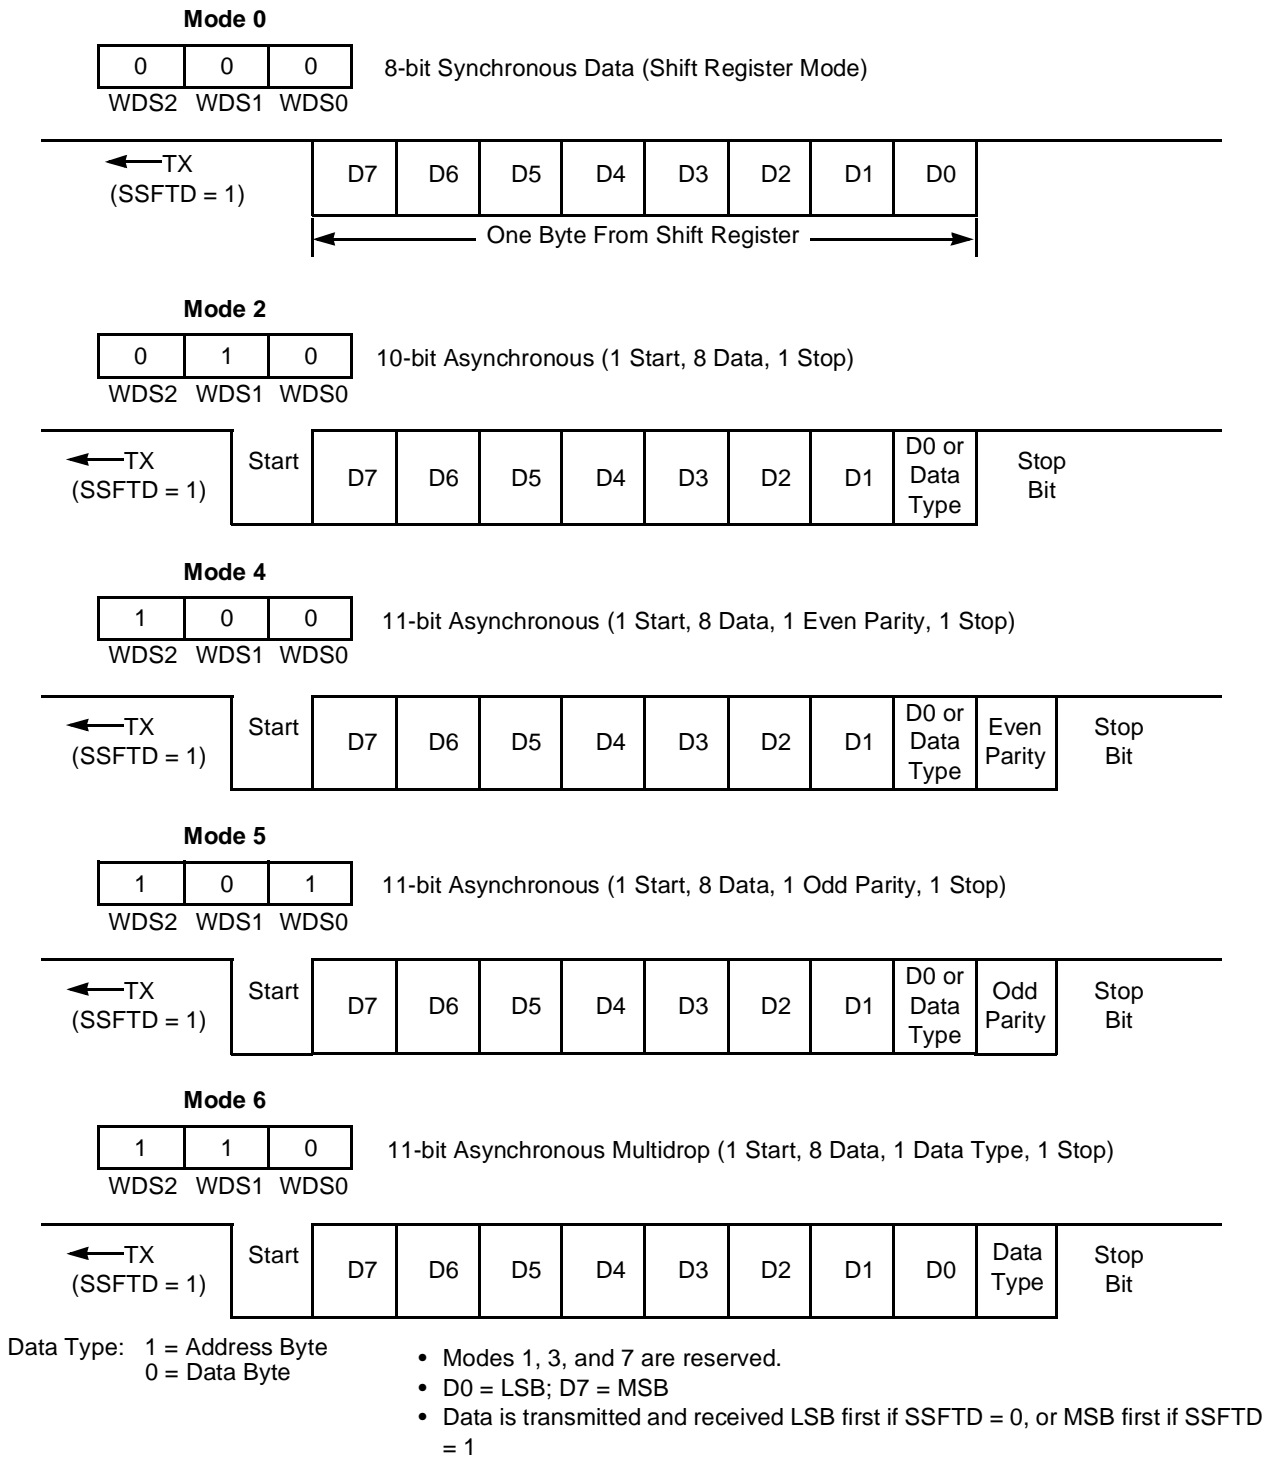 Mode 0
0 0 0 8-bit Synchronous Data (Shift Register Mode)
WDS2 WDS1 WDS0
TX D7 D6 D5 D4 D3 D2 D1 D0
(SSFTD = 1)
One Byte From Shift Register
Mode 2
0 1 0 10-bit Asynchronous (1 Start, 8 Data, 1 Stop)
WDS2 WDS1 WDS0
TX Start D7 D6 D5 D4 D3 D2 D1 D0 or Data Type Stop Bit
(SSFTD = 1)
Mode 4
1 0 0 11-bit Asynchronous (1 Start, 8 Data, 1 Even Parity, 1 Stop)
WDS2 WDS1 WDS0
TX Start D7 D6 D5 D4 D3 D2 D1 D0 or Data Type Even Parity Stop Bit
(SSFTD = 1)
Mode 5
1 0 1 11-bit Asynchronous (1 Start, 8 Data, 1 Odd Parity, 1 Stop)
WDS2 WDS1 WDS0
TX Start D7 D6 D5 D4 D3 D2 D1 D0 or Data Type Odd Parity Stop Bit
(SSFTD = 1)
Mode 6
1 1 0 11-bit Asynchronous Multidrop (1 Start, 8 Data, 1 Data Type, 1 Stop)
WDS2 WDS1 WDS0
TX Start D7 D6 D5 D4 D3 D2 D1 D0 Data Type Stop Bit
(SSFTD = 1)
Data Type: 1 = Address Byte
0 = Data Byte
• Modes 1, 3, and 7 are reserved.
• D0 = LSB; D7 = MSB
• Data is transmitted and received LSB first if SSFTD = 0, or MSB first if SSFTD
= 1